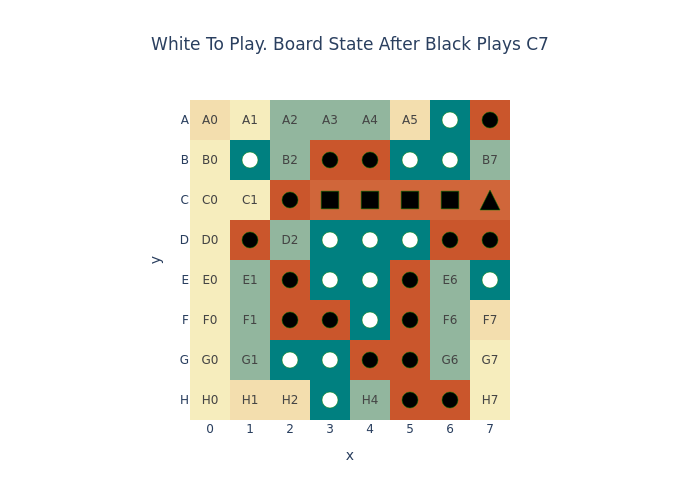 White To Play. Board State After Black Plays C7
A A0 A1 A2 A3 A4 A5
B B0 B2 B7
C C0 C1
D D0 D2
E E0 E1 E6
F F0 F1 F6 F7
G G0 G1 G6 G7
H H0 H1 H2 H4 H7
0 1 2 3 4 5 6 7
x
y